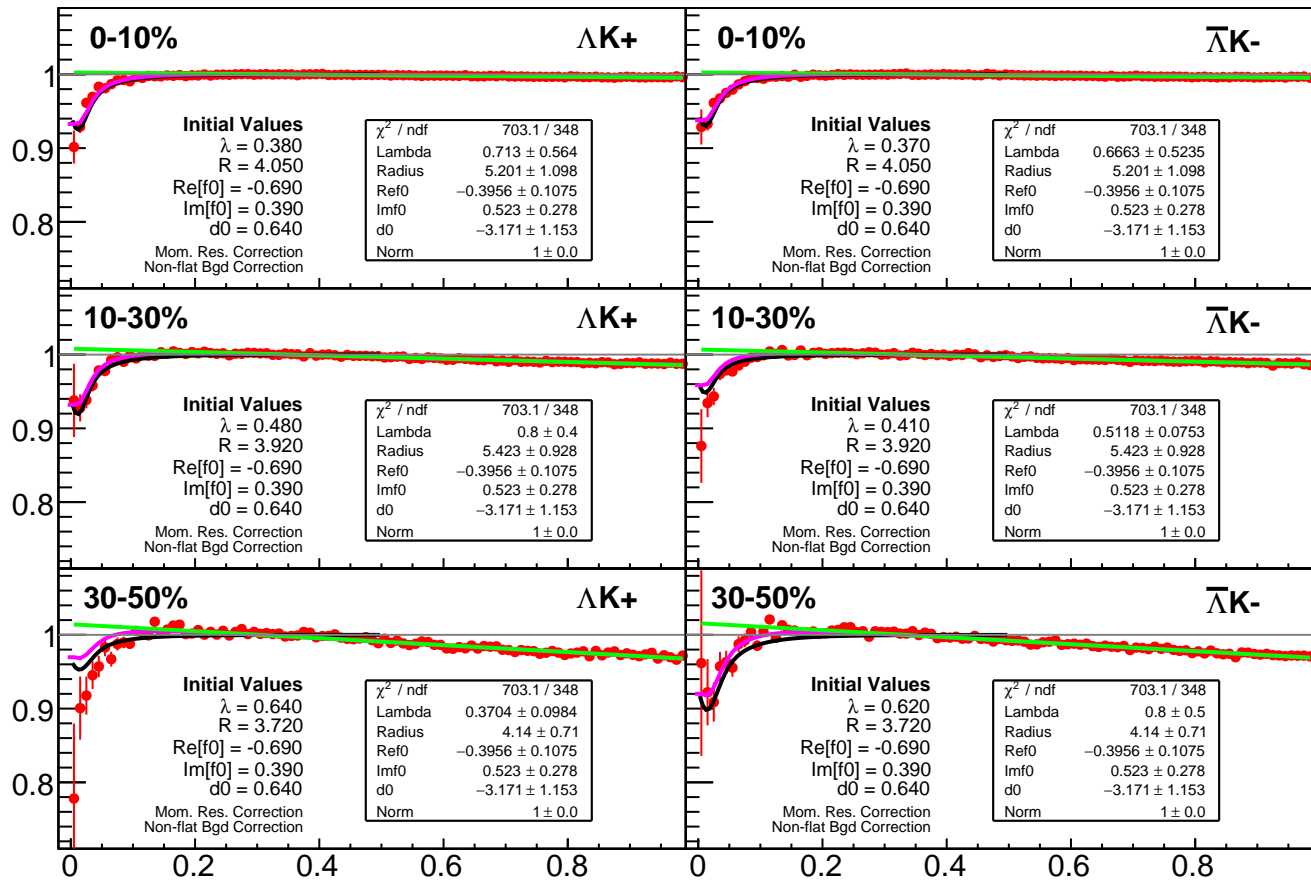 0-10% ΛK+
1
0.9
0.8
Initial Values
λ = 0.380
R = 4.050
Re[f0] = -0.690
Im[f0] = 0.390
d0 = 0.640
Mom. Res. Correction
Non-flat Bgd Correction
χ² / ndf 703.1 / 348
Lambda 0.713 ± 0.564
Radius 5.201 ± 1.098
Ref0 −0.3956 ± 0.1075
Imf0 0.523 ± 0.278
d0 −3.171 ± 1.153
Norm 1 ± 0.0
0-10% Λ̅K-
Initial Values
λ = 0.370
R = 4.050
Re[f0] = -0.690
Im[f0] = 0.390
d0 = 0.640
Mom. Res. Correction
Non-flat Bgd Correction
χ² / ndf 703.1 / 348
Lambda 0.6663 ± 0.5235
Radius 5.201 ± 1.098
Ref0 −0.3956 ± 0.1075
Imf0 0.523 ± 0.278
d0 −3.171 ± 1.153
Norm 1 ± 0.0
10-30% ΛK+
1
0.9
0.8
Initial Values
λ = 0.480
R = 3.920
Re[f0] = -0.690
Im[f0] = 0.390
d0 = 0.640
Mom. Res. Correction
Non-flat Bgd Correction
χ² / ndf 703.1 / 348
Lambda 0.8 ± 0.4
Radius 5.423 ± 0.928
Ref0 −0.3956 ± 0.1075
Imf0 0.523 ± 0.278
d0 −3.171 ± 1.153
Norm 1 ± 0.0
10-30% Λ̅K-
Initial Values
λ = 0.410
R = 3.920
Re[f0] = -0.690
Im[f0] = 0.390
d0 = 0.640
Mom. Res. Correction
Non-flat Bgd Correction
χ² / ndf 703.1 / 348
Lambda 0.5118 ± 0.0753
Radius 5.423 ± 0.928
Ref0 −0.3956 ± 0.1075
Imf0 0.523 ± 0.278
d0 −3.171 ± 1.153
Norm 1 ± 0.0
30-50% ΛK+
1
0.9
0.8
Initial Values
λ = 0.640
R = 3.720
Re[f0] = -0.690
Im[f0] = 0.390
d0 = 0.640
Mom. Res. Correction
Non-flat Bgd Correction
χ² / ndf 703.1 / 348
Lambda 0.3704 ± 0.0984
Radius 4.14 ± 0.71
Ref0 −0.3956 ± 0.1075
Imf0 0.523 ± 0.278
d0 −3.171 ± 1.153
Norm 1 ± 0.0
30-50% Λ̅K-
Initial Values
λ = 0.620
R = 3.720
Re[f0] = -0.690
Im[f0] = 0.390
d0 = 0.640
Mom. Res. Correction
Non-flat Bgd Correction
χ² / ndf 703.1 / 348
Lambda 0.8 ± 0.5
Radius 4.14 ± 0.71
Ref0 −0.3956 ± 0.1075
Imf0 0.523 ± 0.278
d0 −3.171 ± 1.153
Norm 1 ± 0.0
0 0.2 0.4 0.6 0.8 0 0.2 0.4 0.6 0.8